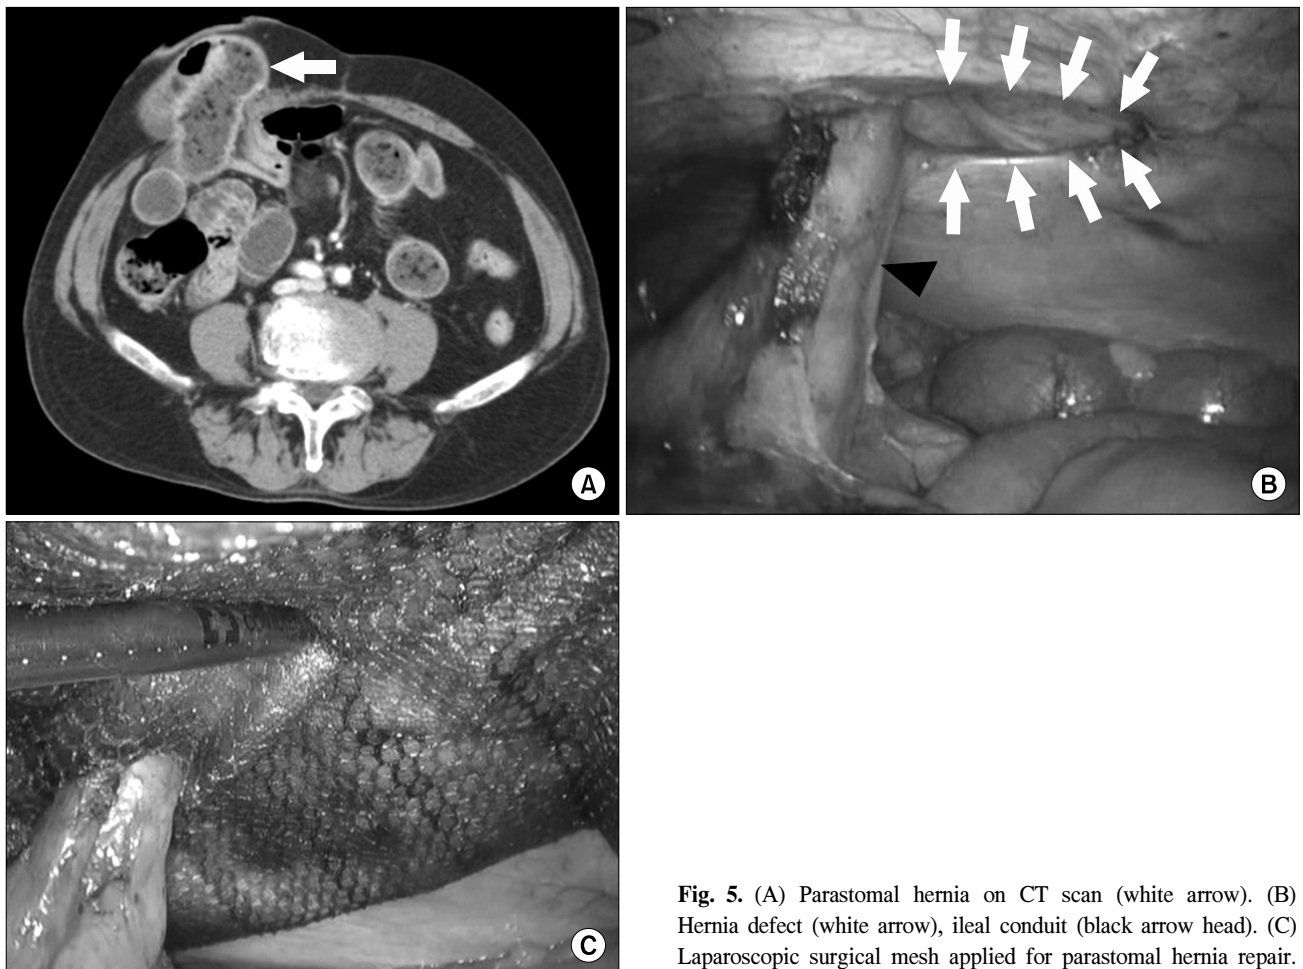 A
B
C
Fig. 5. (A) Parastomal hernia on CT scan (white arrow). (B)
Hernia defect (white arrow), ileal conduit (black arrow head). (C)
Laparoscopic surgical mesh applied for parastomal hernia repair.